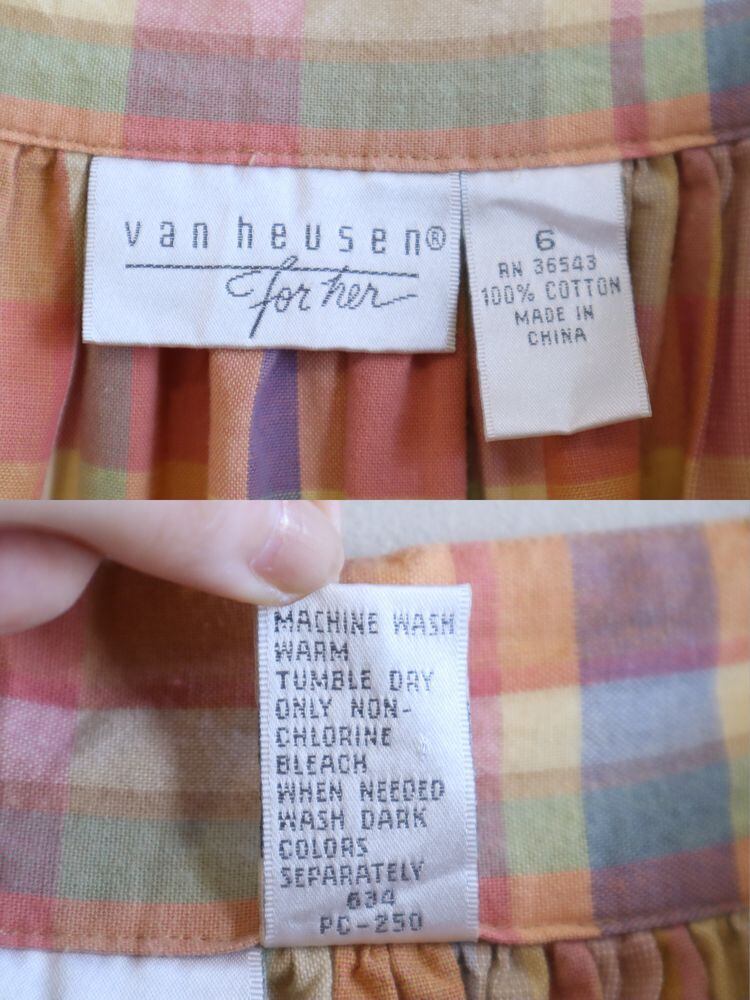 van heusen®
for her
6
RN 36543
100% COTTON
MADE IN
CHINA
MACHINE WASH
WARM
TUMBLE DRY
ONLY NON-
CHLORINE
BLEACH
WHEN NEEDED
WASH DARK
COLORS
SEPARATELY
634
PC-250